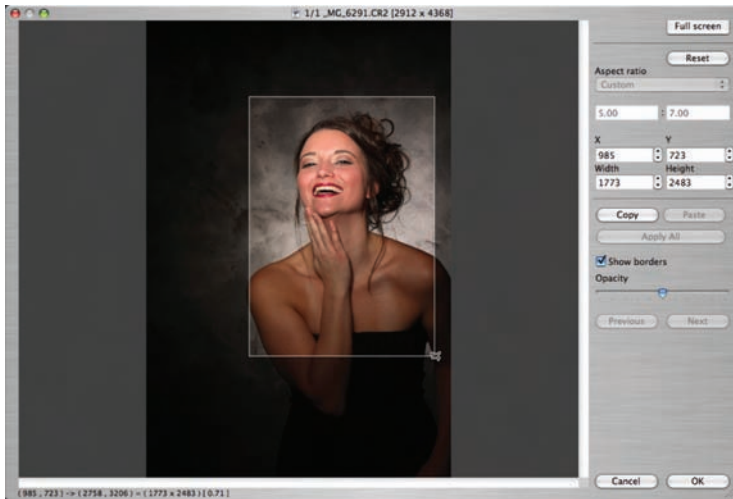 1/1 _MG_6291.CR2 [2912 x 4368]
Full screen
Reset
Aspect ratio
Custom
5.00 : 7.00
X Y
985 723
Width Height
1773 2483
Copy Paste
Apply All
Show borders
Opacity
Previous Next
Cancel OK
( 985 , 723 ) -> ( 2758 , 3206 ) = ( 1773 x 2483 ) [ 0.71 ]